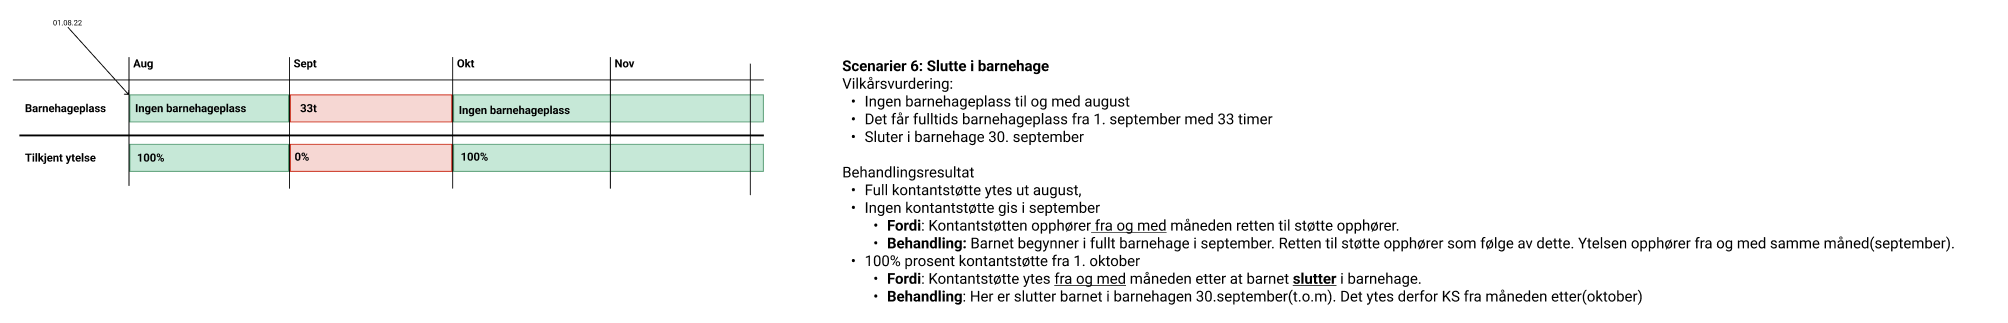 01.08.22
Aug Sept Okt Nov
Barnehageplass Ingen barnehageplass 33t Ingen barnehageplass
Tilkjent ytelse 100% 0% 100%
Scenarier 6: Slutte i barnehage
Vilkårsvurdering:
• Ingen barnehageplass til og med august
• Det får fulltids barnehageplass fra 1. september med 33 timer
• Sluter i barnehage 30. september
Behandlingsresultat
• Full kontantstøtte ytes ut august,
• Ingen kontantstøtte gis i september
• Fordi: Kontantstøtten opphører fra og med måneden retten til støtte opphører.
• Behandling: Barnet begynner i fullt barnehage i september. Retten til støtte opphører som følge av dette. Ytelsen opphører fra og med samme måned(september).
• 100% prosent kontantstøtte fra 1. oktober
• Fordi: Kontantstøtte ytes fra og med måneden etter at barnet slutter i barnehage.
• Behandling: Her er slutter barnet i barnehagen 30.september(t.o.m). Det ytes derfor KS fra måneden etter(oktober)